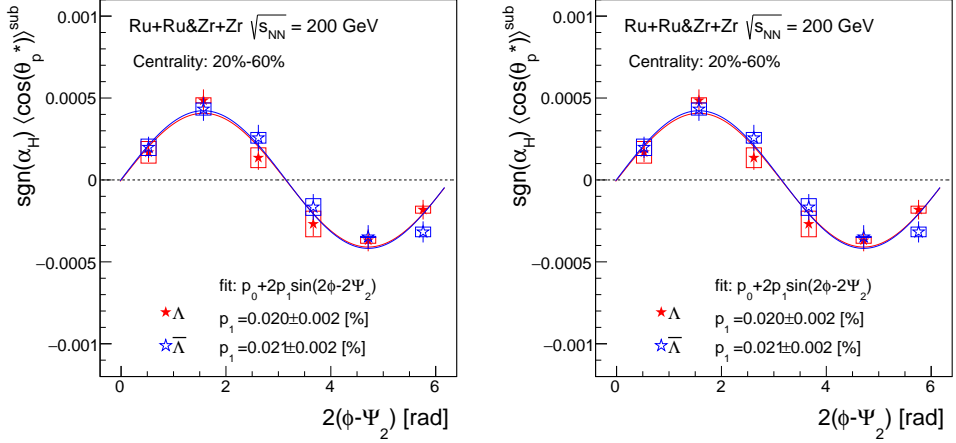 sgn(α_H) ⟨cos(θ_p*)⟩^sub
0.001
0.0005
0
−0.0005
−0.001
Ru+Ru&Zr+Zr √s_NN = 200 GeV
Centrality: 20%-60%
fit: p_0+2p_1sin(2ϕ-2Ψ_2)
Λ p_1=0.020±0.002 [%]
Λ̅ p_1=0.021±0.002 [%]
0 2 4 6
2(ϕ-Ψ_2) [rad]
sgn(α_H) ⟨cos(θ_p*)⟩^sub
0.001
0.0005
0
−0.0005
−0.001
Ru+Ru&Zr+Zr √s_NN = 200 GeV
Centrality: 20%-60%
fit: p_0+2p_1sin(2ϕ-2Ψ_2)
Λ p_1=0.020±0.002 [%]
Λ̅ p_1=0.021±0.002 [%]
0 2 4 6
2(ϕ-Ψ_2) [rad]